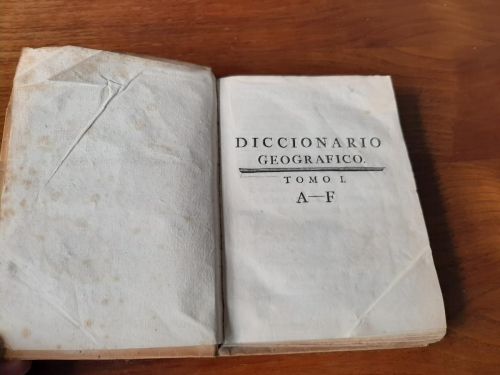 DICCIONARIO
GEOGRAFICO.
TOMO I.
A—F